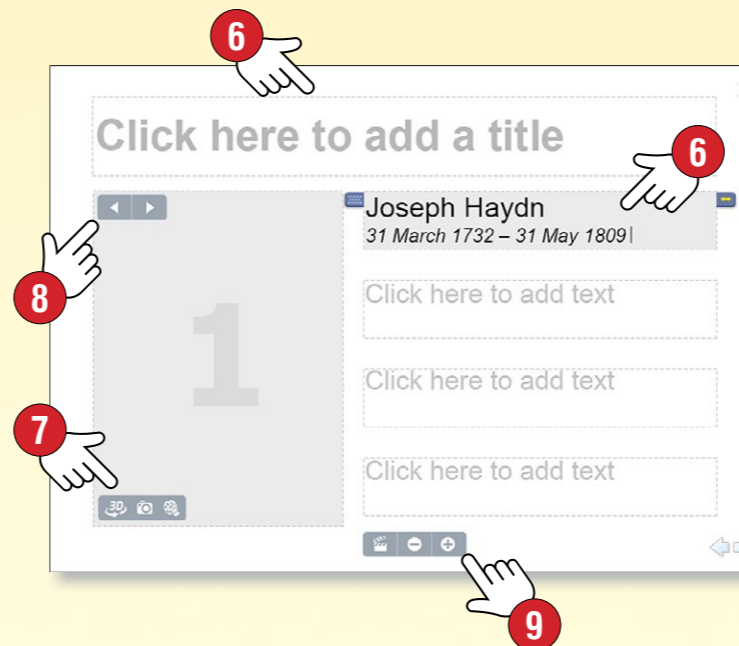 6
Click here to add a title
6
Joseph Haydn
31 March 1732 – 31 May 1809
8
Click here to add text
1
Click here to add text
7
Click here to add text
3D
9